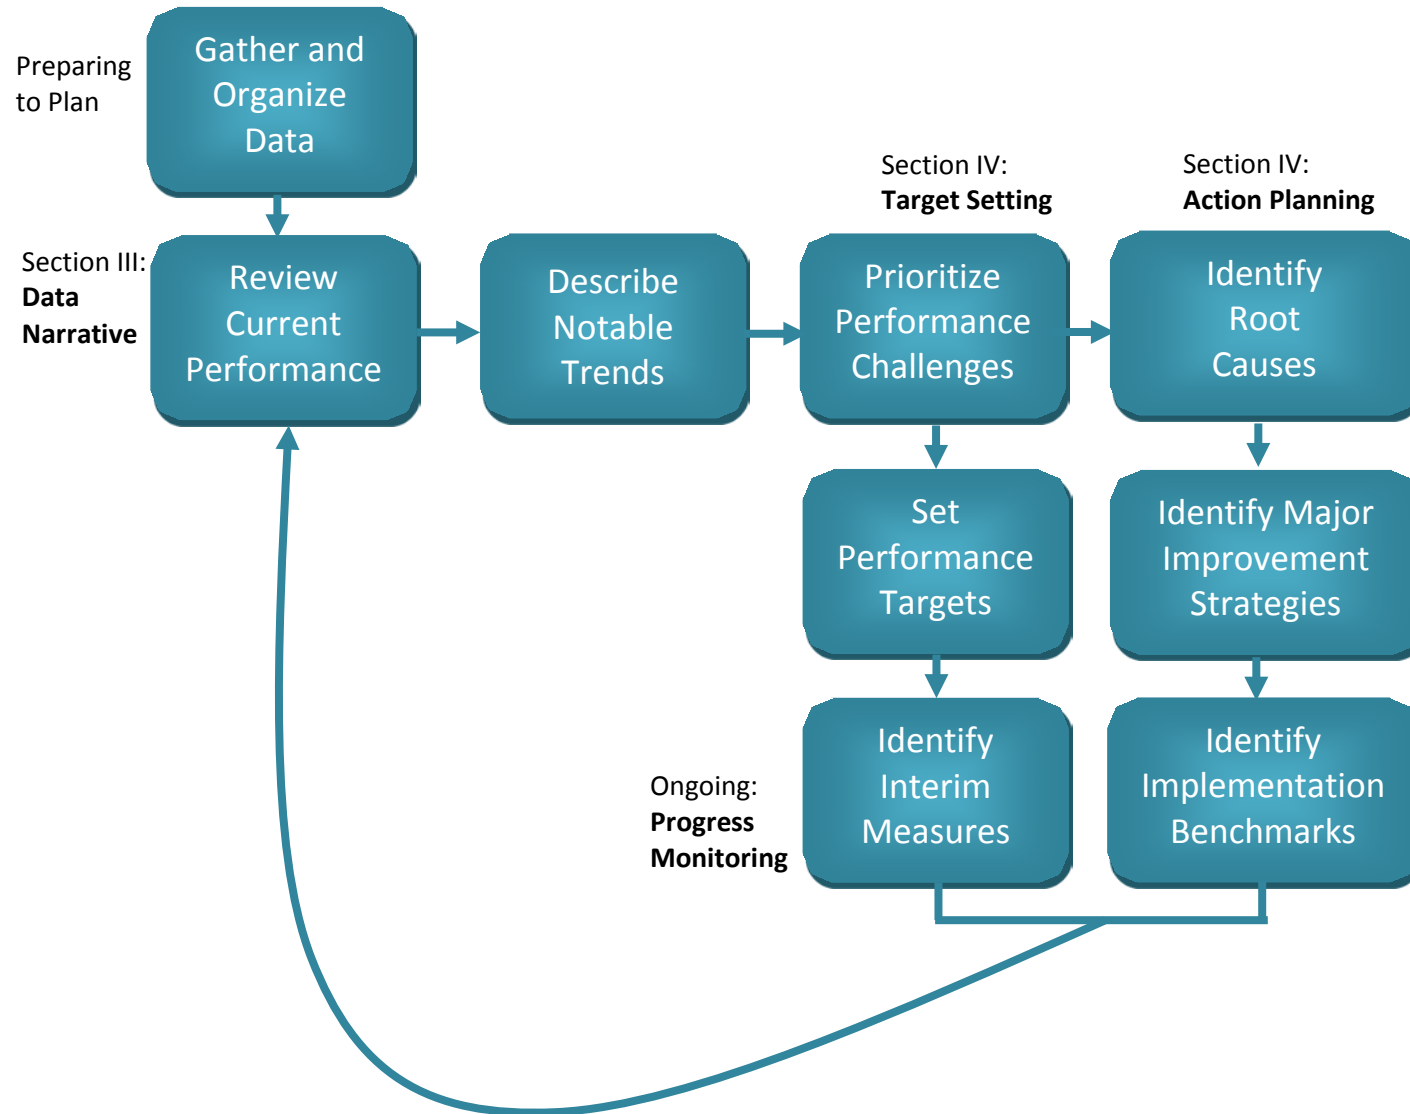 Preparing
to Plan
Gather and
Organize
Data
Section III:
Data
Narrative
Review
Current
Performance
Describe
Notable
Trends
Section IV:
Target Setting
Prioritize
Performance
Challenges
Section IV:
Action Planning
Identify
Root
Causes
Set
Performance
Targets
Identify Major
Improvement
Strategies
Ongoing:
Progress
Monitoring
Identify
Interim
Measures
Identify
Implementation
Benchmarks